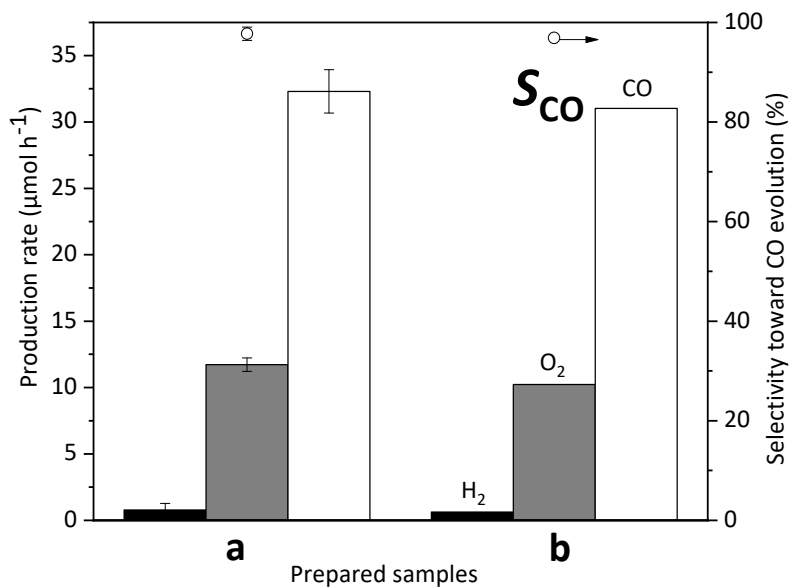 35
30
25
20
15
10
5
0
Production rate (µmol h⁻¹)
100
80
60
40
20
0
Selectivity toward CO evolution (%)
S_CO
CO
O₂
H₂
a
b
Prepared samples